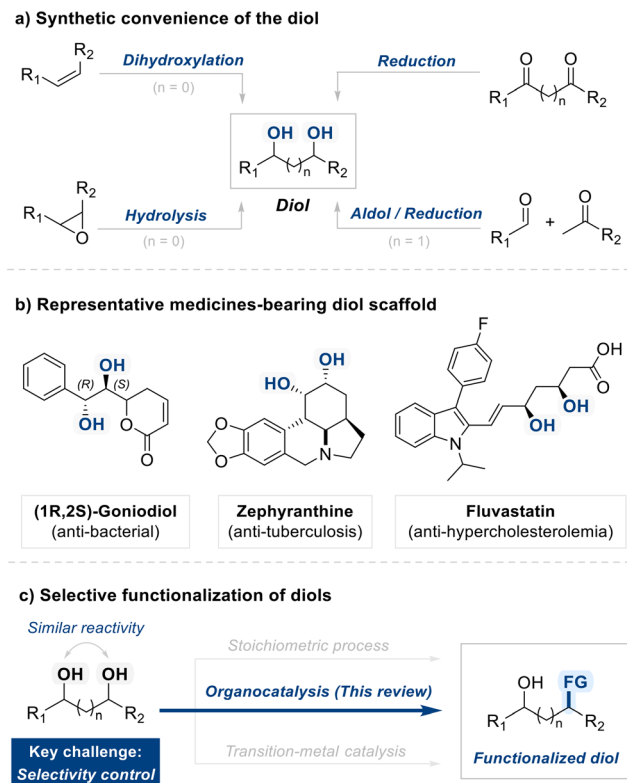 a) Synthetic convenience of the diol
R1 R2
Dihydroxylation
(n = 0)
Reduction
O O
R1 ( )n R2
OH OH
R1 ( )n R2
Diol
R1 R2
O
Hydrolysis
(n = 0)
Aldol / Reduction
(n = 1)
O
R1
+
O
R2
b) Representative medicines-bearing diol scaffold
OH
(R) (S)
OH
O
O
OH
HO
O
O
N
F
OH
O
OH
OH
N
(1R,2S)-Goniodiol
(anti-bacterial)
Zephyranthine
(anti-tuberculosis)
Fluvastatin
(anti-hypercholesterolemia)
c) Selective functionalization of diols
Similar reactivity
OH OH
R1 ( )n R2
Key challenge:
Selectivity control
Stoichiometric process
Organocatalysis (This review)
Transition-metal catalysis
OH FG
R1 ( )n R2
Functionalized diol